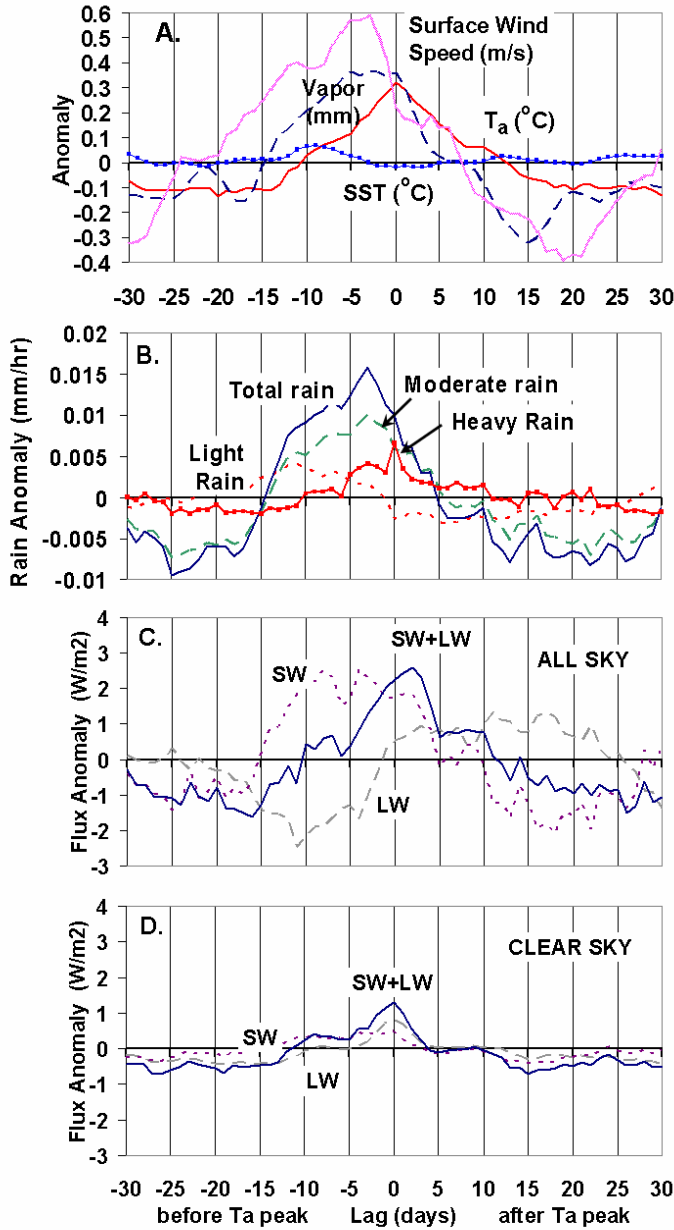 A.
Surface Wind
Speed (m/s)
Vapor
(mm)
Ta (°C)
SST (°C)
Anomaly
0.6
0.5
0.4
0.3
0.2
0.1
0
-0.1
-0.2
-0.3
-0.4
-30 -25 -20 -15 -10 -5 0 5 10 15 20 25 30
B.
Total rain
Moderate rain
Heavy Rain
Light
Rain
Rain Anomaly (mm/hr)
0.02
0.015
0.01
0.005
0
-0.005
-0.01
C.
SW+LW
SW
ALL SKY
LW
Flux Anomaly (W/m2)
4
3
2
1
0
-1
-2
-3
D.
CLEAR SKY
SW+LW
SW
LW
Flux Anomaly (W/m2)
4
3
2
1
0
-1
-2
-3
-30 -25 -20 -15 -10 -5 0 5 10 15 20 25 30
before Ta peak Lag (days) after Ta peak